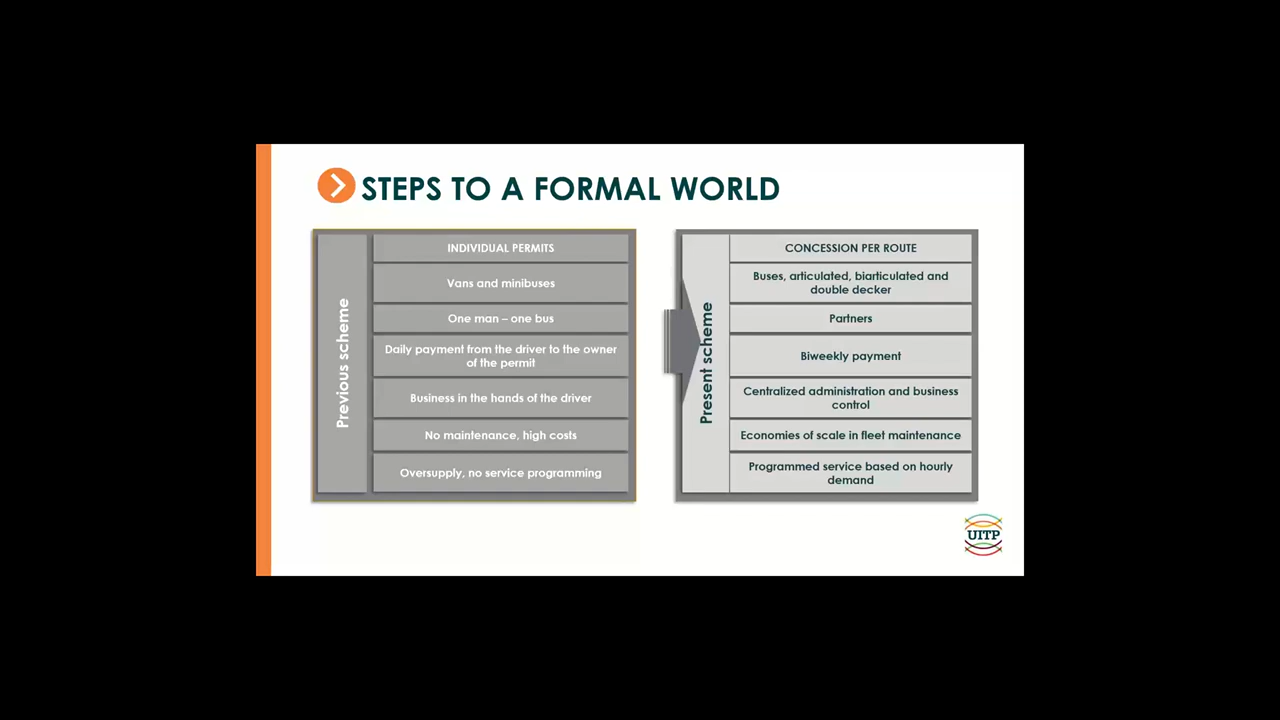 STEPS TO A FORMAL WORLD
Previous scheme
INDIVIDUAL PERMITS
Vans and minibuses
One man – one bus
Daily payment from the driver to the owner
of the permit
Business in the hands of the driver
No maintenance, high costs
Oversupply, no service programming
Present scheme
CONCESSION PER ROUTE
Buses, articulated, biarticulated and
double decker
Partners
Biweekly payment
Centralized administration and business
control
Economies of scale in fleet maintenance
Programmed service based on hourly
demand
UITP